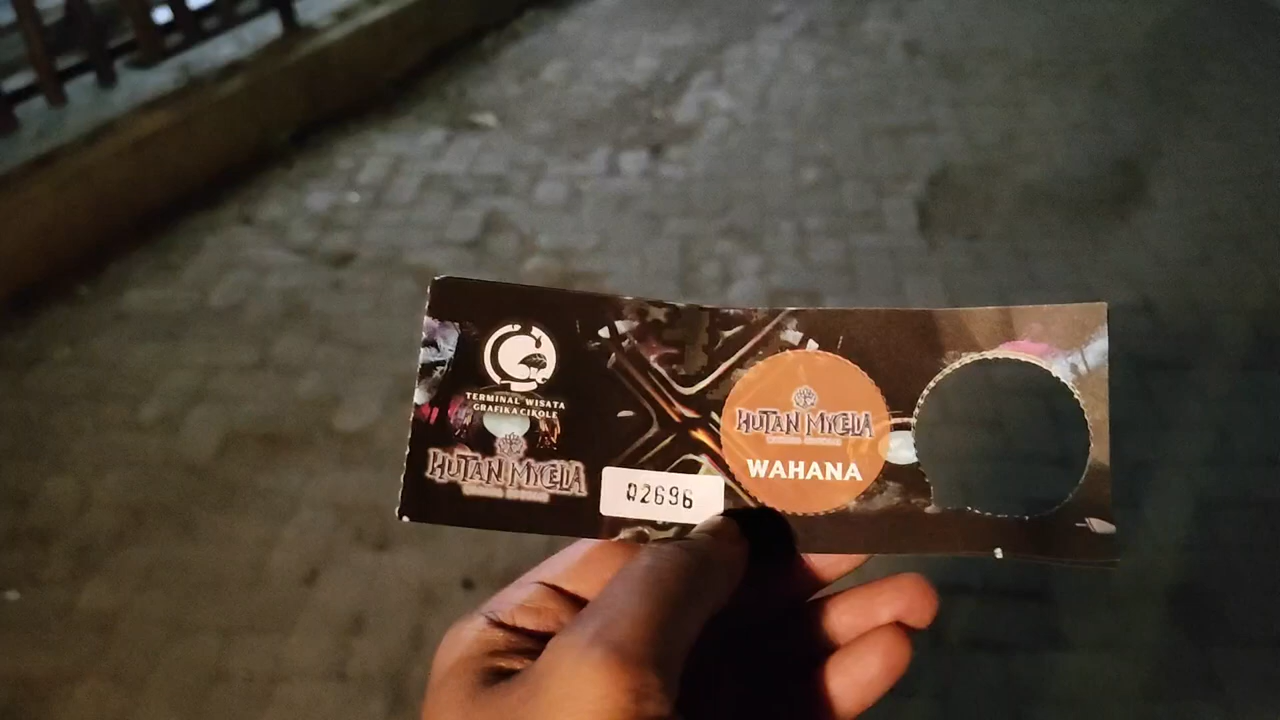 TERMINAL WISATA
GRAFIKA CIKOLE
HUTAN MYCELIA
02696
HUTAN MYCELIA
WAHANA